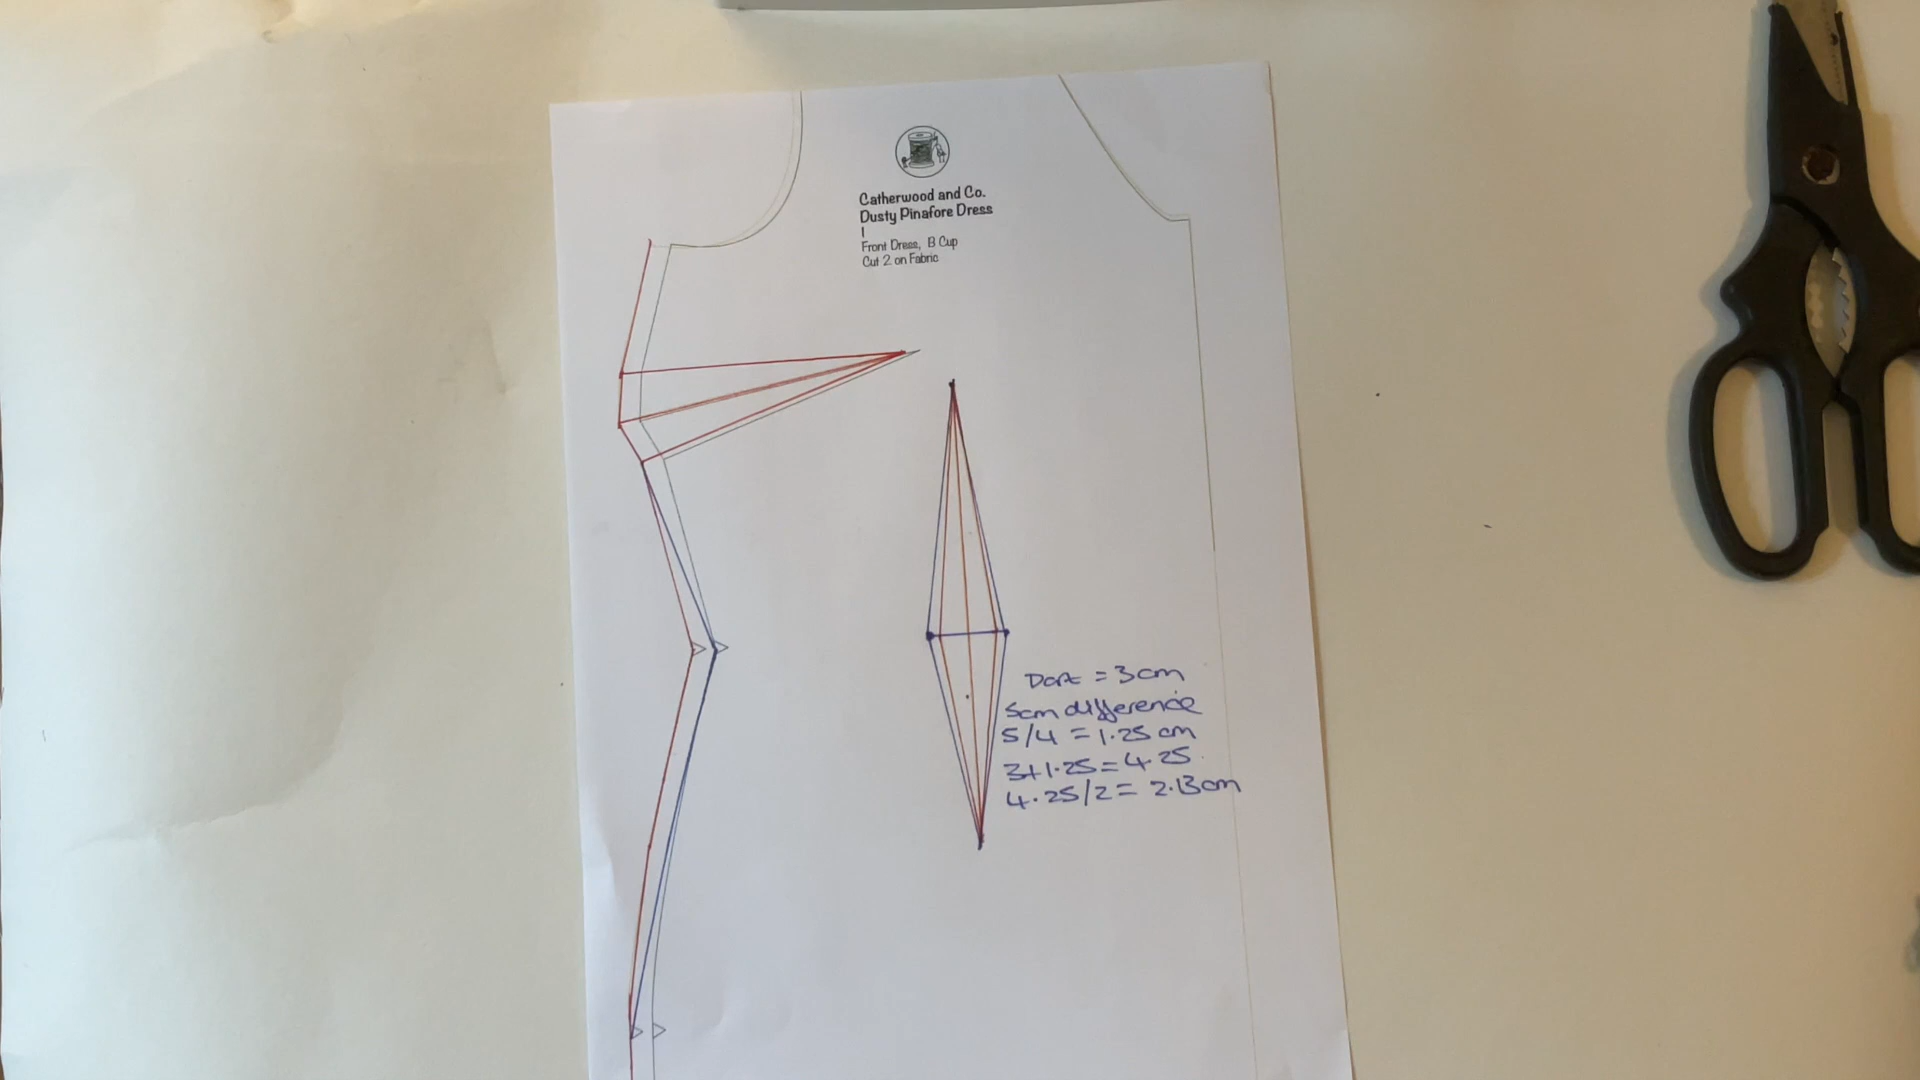 Catherwood and Co.
Dusty Pinafore Dress
1
Front Dress, B Cup
Cut 2 on Fabric
Dart = 3cm
5cm difference
5/4 = 1.25 cm
3+1.25=4.25
4.25/2= 2.13cm